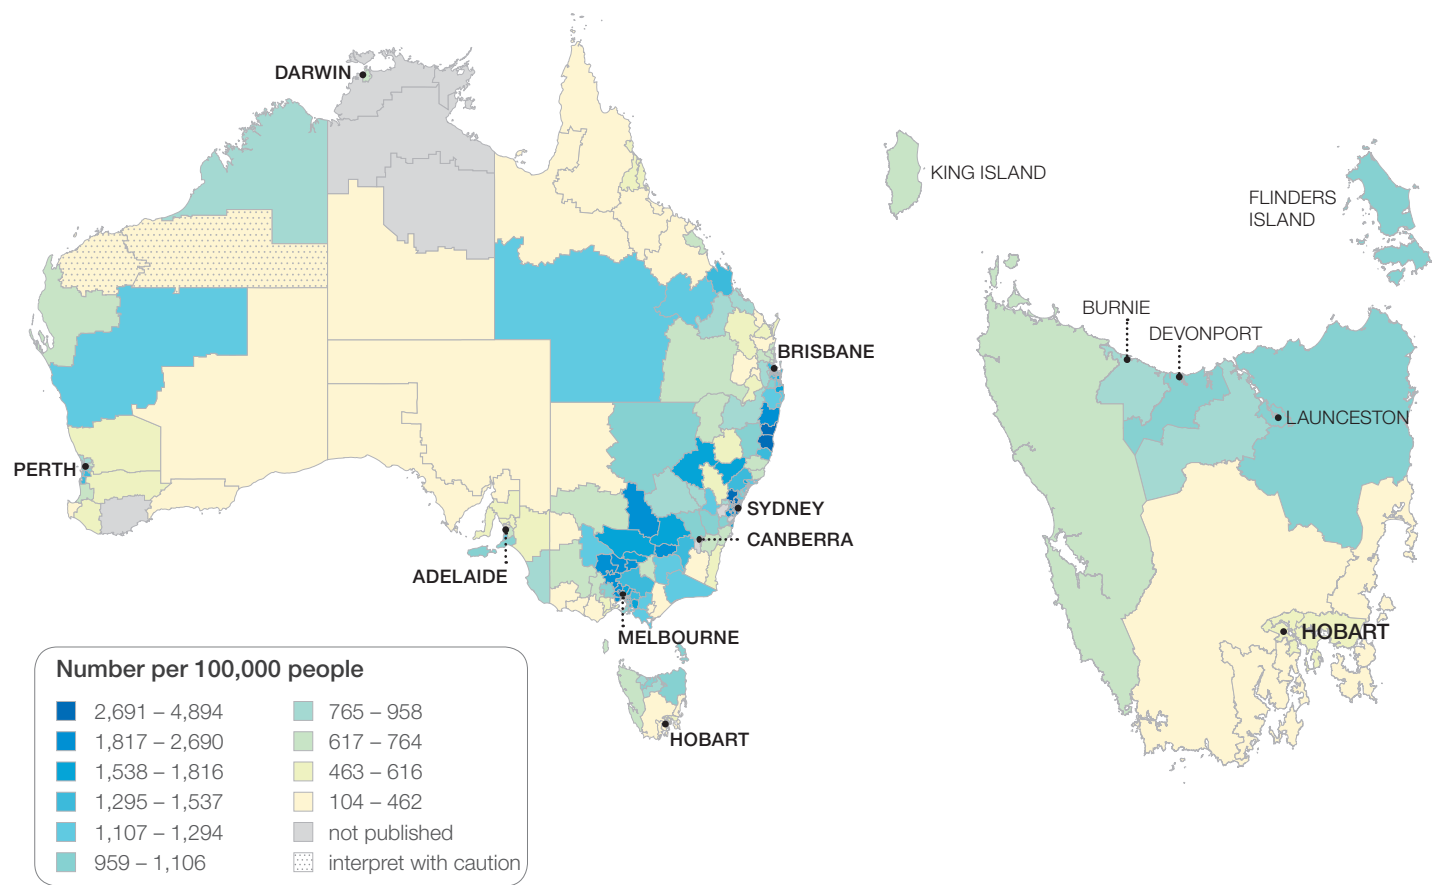 DARWIN
KING ISLAND
FLINDERS
ISLAND
BURNIE
DEVONPORT
BRISBANE
LAUNCESTON
PERTH
SYDNEY
CANBERRA
ADELAIDE
MELBOURNE
HOBART
HOBART
Number per 100,000 people
2,691 – 4,894
1,817 – 2,690
1,538 – 1,816
1,295 – 1,537
1,107 – 1,294
959 – 1,106
765 – 958
617 – 764
463 – 616
104 – 462
not published
interpret with caution